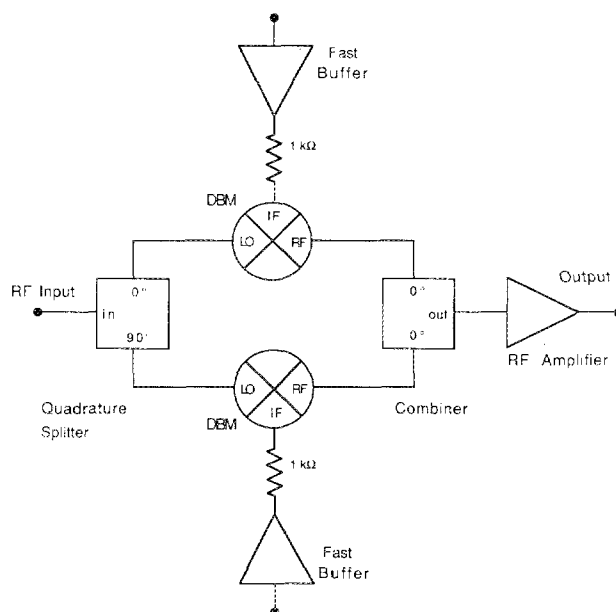 Fast
Buffer
1 kΩ
DBM
IF
LO
RF
RF Input
in
0°
90°
Quadrature
Splitter
0°
out
0°
Combiner
Output
RF Amplifier
LO
RF
IF
DBM
1 kΩ
Fast
Buffer